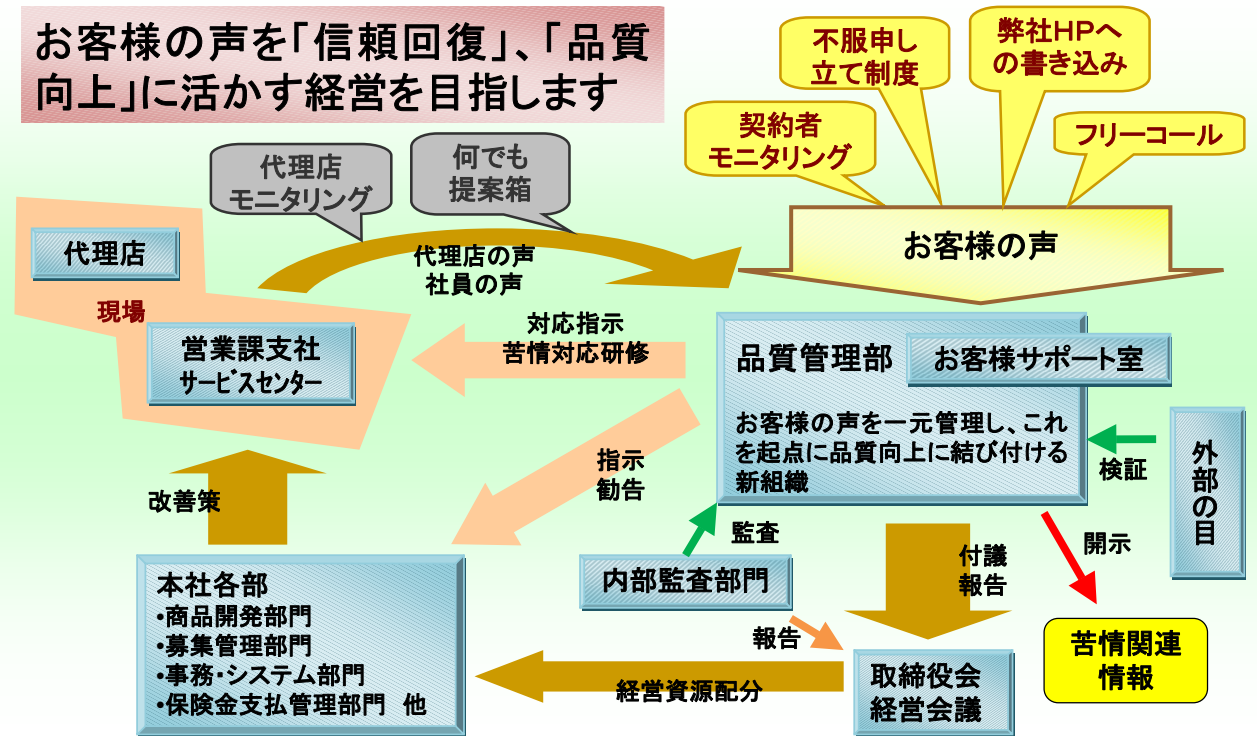 お客様の声を「信頼回復」、「品質
向上」に活かす経営を目指します
不服申し
立て制度
弊社HPへ
の書き込み
契約者
モニタリング
フリーコール
代理店
モニタリング
何でも
提案箱
お客様の声
代理店
代理店の声
社員の声
現場
営業課支社
サービスセンター
対応指示
苦情対応研修
品質管理部
お客様サポート室
お客様の声を一元管理し、これ
を起点に品質向上に結び付ける
新組織
外部の目
検証
指示
勧告
改善策
監査
開示
付議
報告
本社各部
・商品開発部門
・募集管理部門
・事務・システム部門
・保険金支払管理部門　他
内部監査部門
報告
経営資源配分
取締役会
経営会議
苦情関連
情報